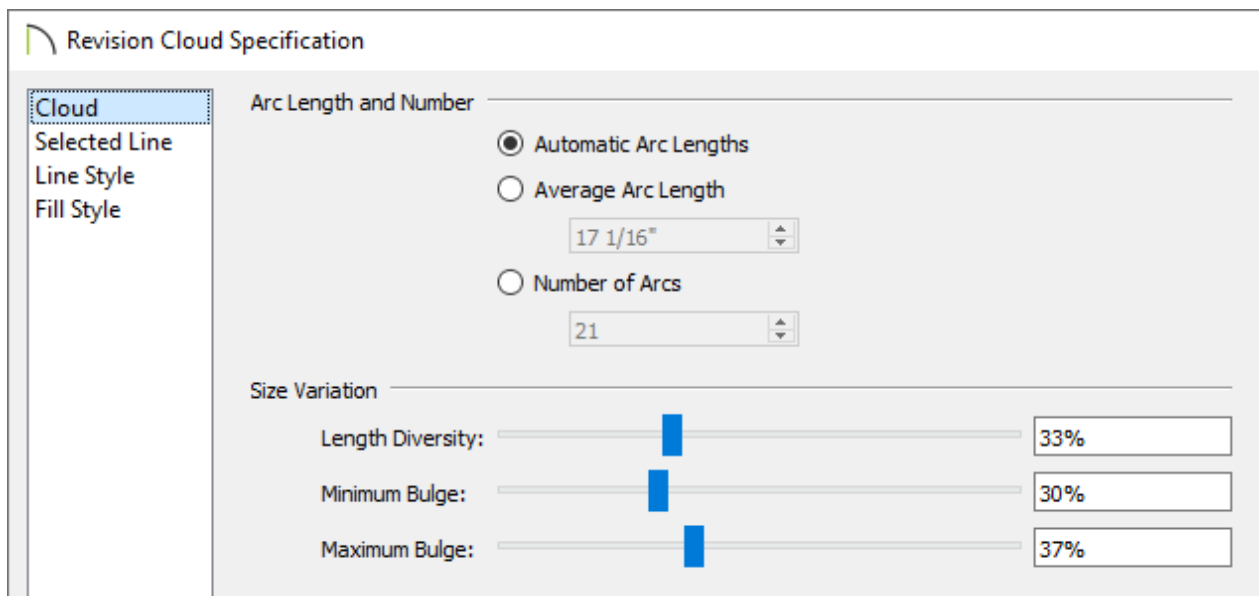 Revision Cloud Specification
Cloud
Selected Line
Line Style
Fill Style
Arc Length and Number
Automatic Arc Lengths
Average Arc Length
17 1/16"
Number of Arcs
21
Size Variation
Length Diversity: 33%
Minimum Bulge: 30%
Maximum Bulge: 37%